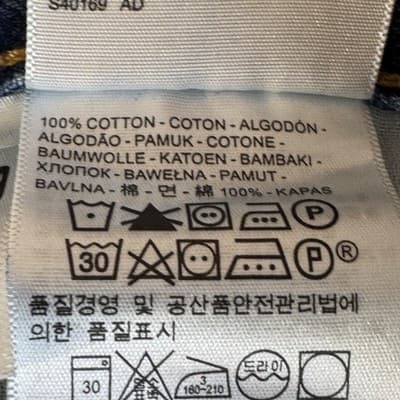 S40169 AD
100% COTTON - COTON - ALGODÓN -
ALGODÃO - PAMUK - COTONE -
BAUMWOLLE - KATOEN - BAMBAKI -
ХЛОПОК - BAWEŁNA - PAMUT -
BAVLNA - 棉 - 면 - 綿 100% - KAPAS
P
30 P®
품질경영 및 공산품안전관리법에
의한 품질표시
30 3 160~210 드라이